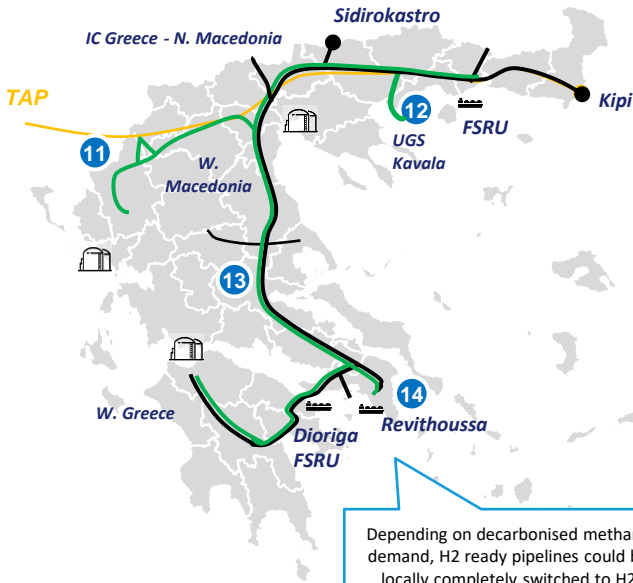 Sidirokastro
IC Greece - N. Macedonia
TAP
Kipi
12
FSRU
11
UGS
Kavala
W.
Macedonia
13
14
W. Greece
Revithoussa
Dioriga
FSRU
Depending on decarbonised
demand, H2 ready pipelines could
locally completely switched to H2